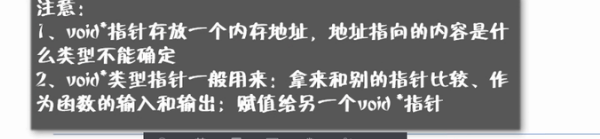 注意：
1、void*指针存放一个内存地址，地址指向的内容是什
么类型不能确定
2、void*类型指针一般用来：拿来和别的指针比较、作
为函数的输入和输出；赋值给另一个void *指针